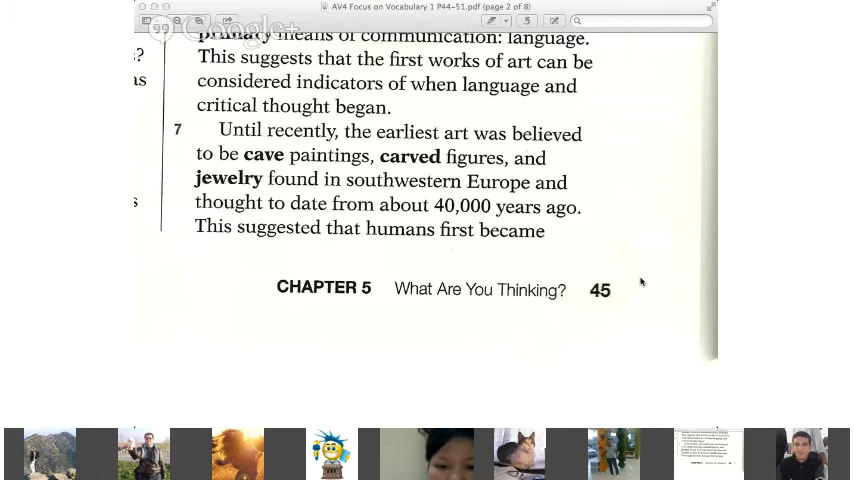 AV4 Focus on Vocabulary 1 P44-51.pdf (page 2 of 8)
Google+
primary means of communication: language.
This suggests that the first works of art can be
considered indicators of when language and
critical thought began.
?
as
s
7 Until recently, the earliest art was believed
to be cave paintings, carved figures, and
jewelry found in southwestern Europe and
thought to date from about 40,000 years ago.
This suggested that humans first became
CHAPTER 5 What Are You Thinking? 45